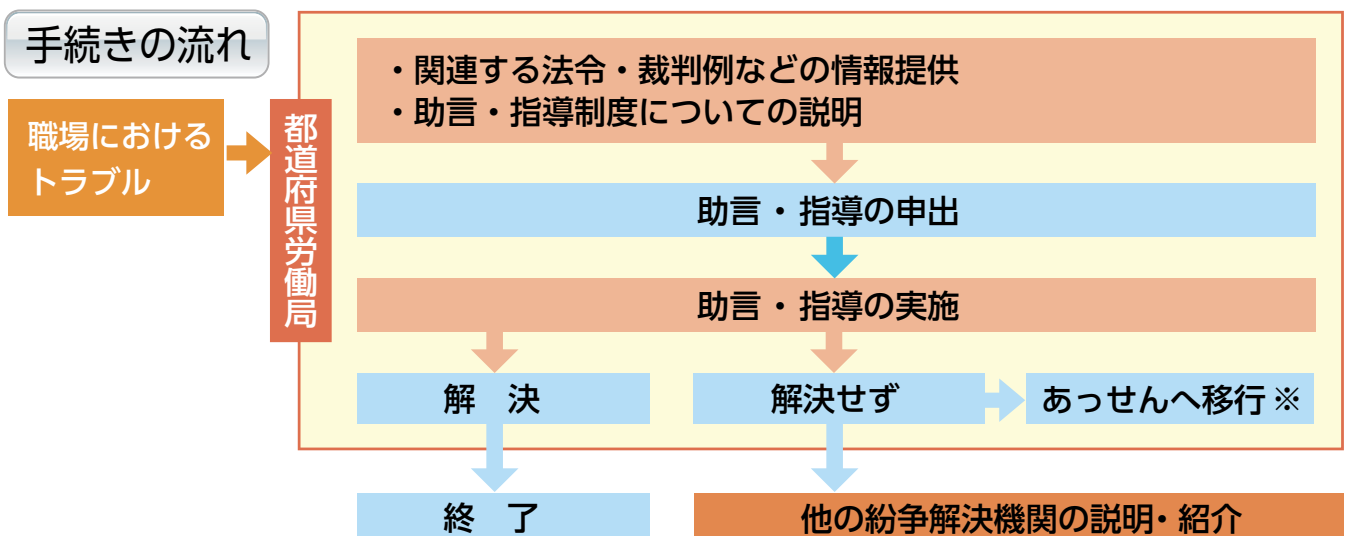 手続きの流れ
職場における
トラブル
都道府県労働局
・関連する法令・裁判例などの情報提供
・助言・指導制度についての説明
助言・指導の申出
助言・指導の実施
解　決
解決せず
あっせんへ移行※
終　了
他の紛争解決機関の説明・紹介